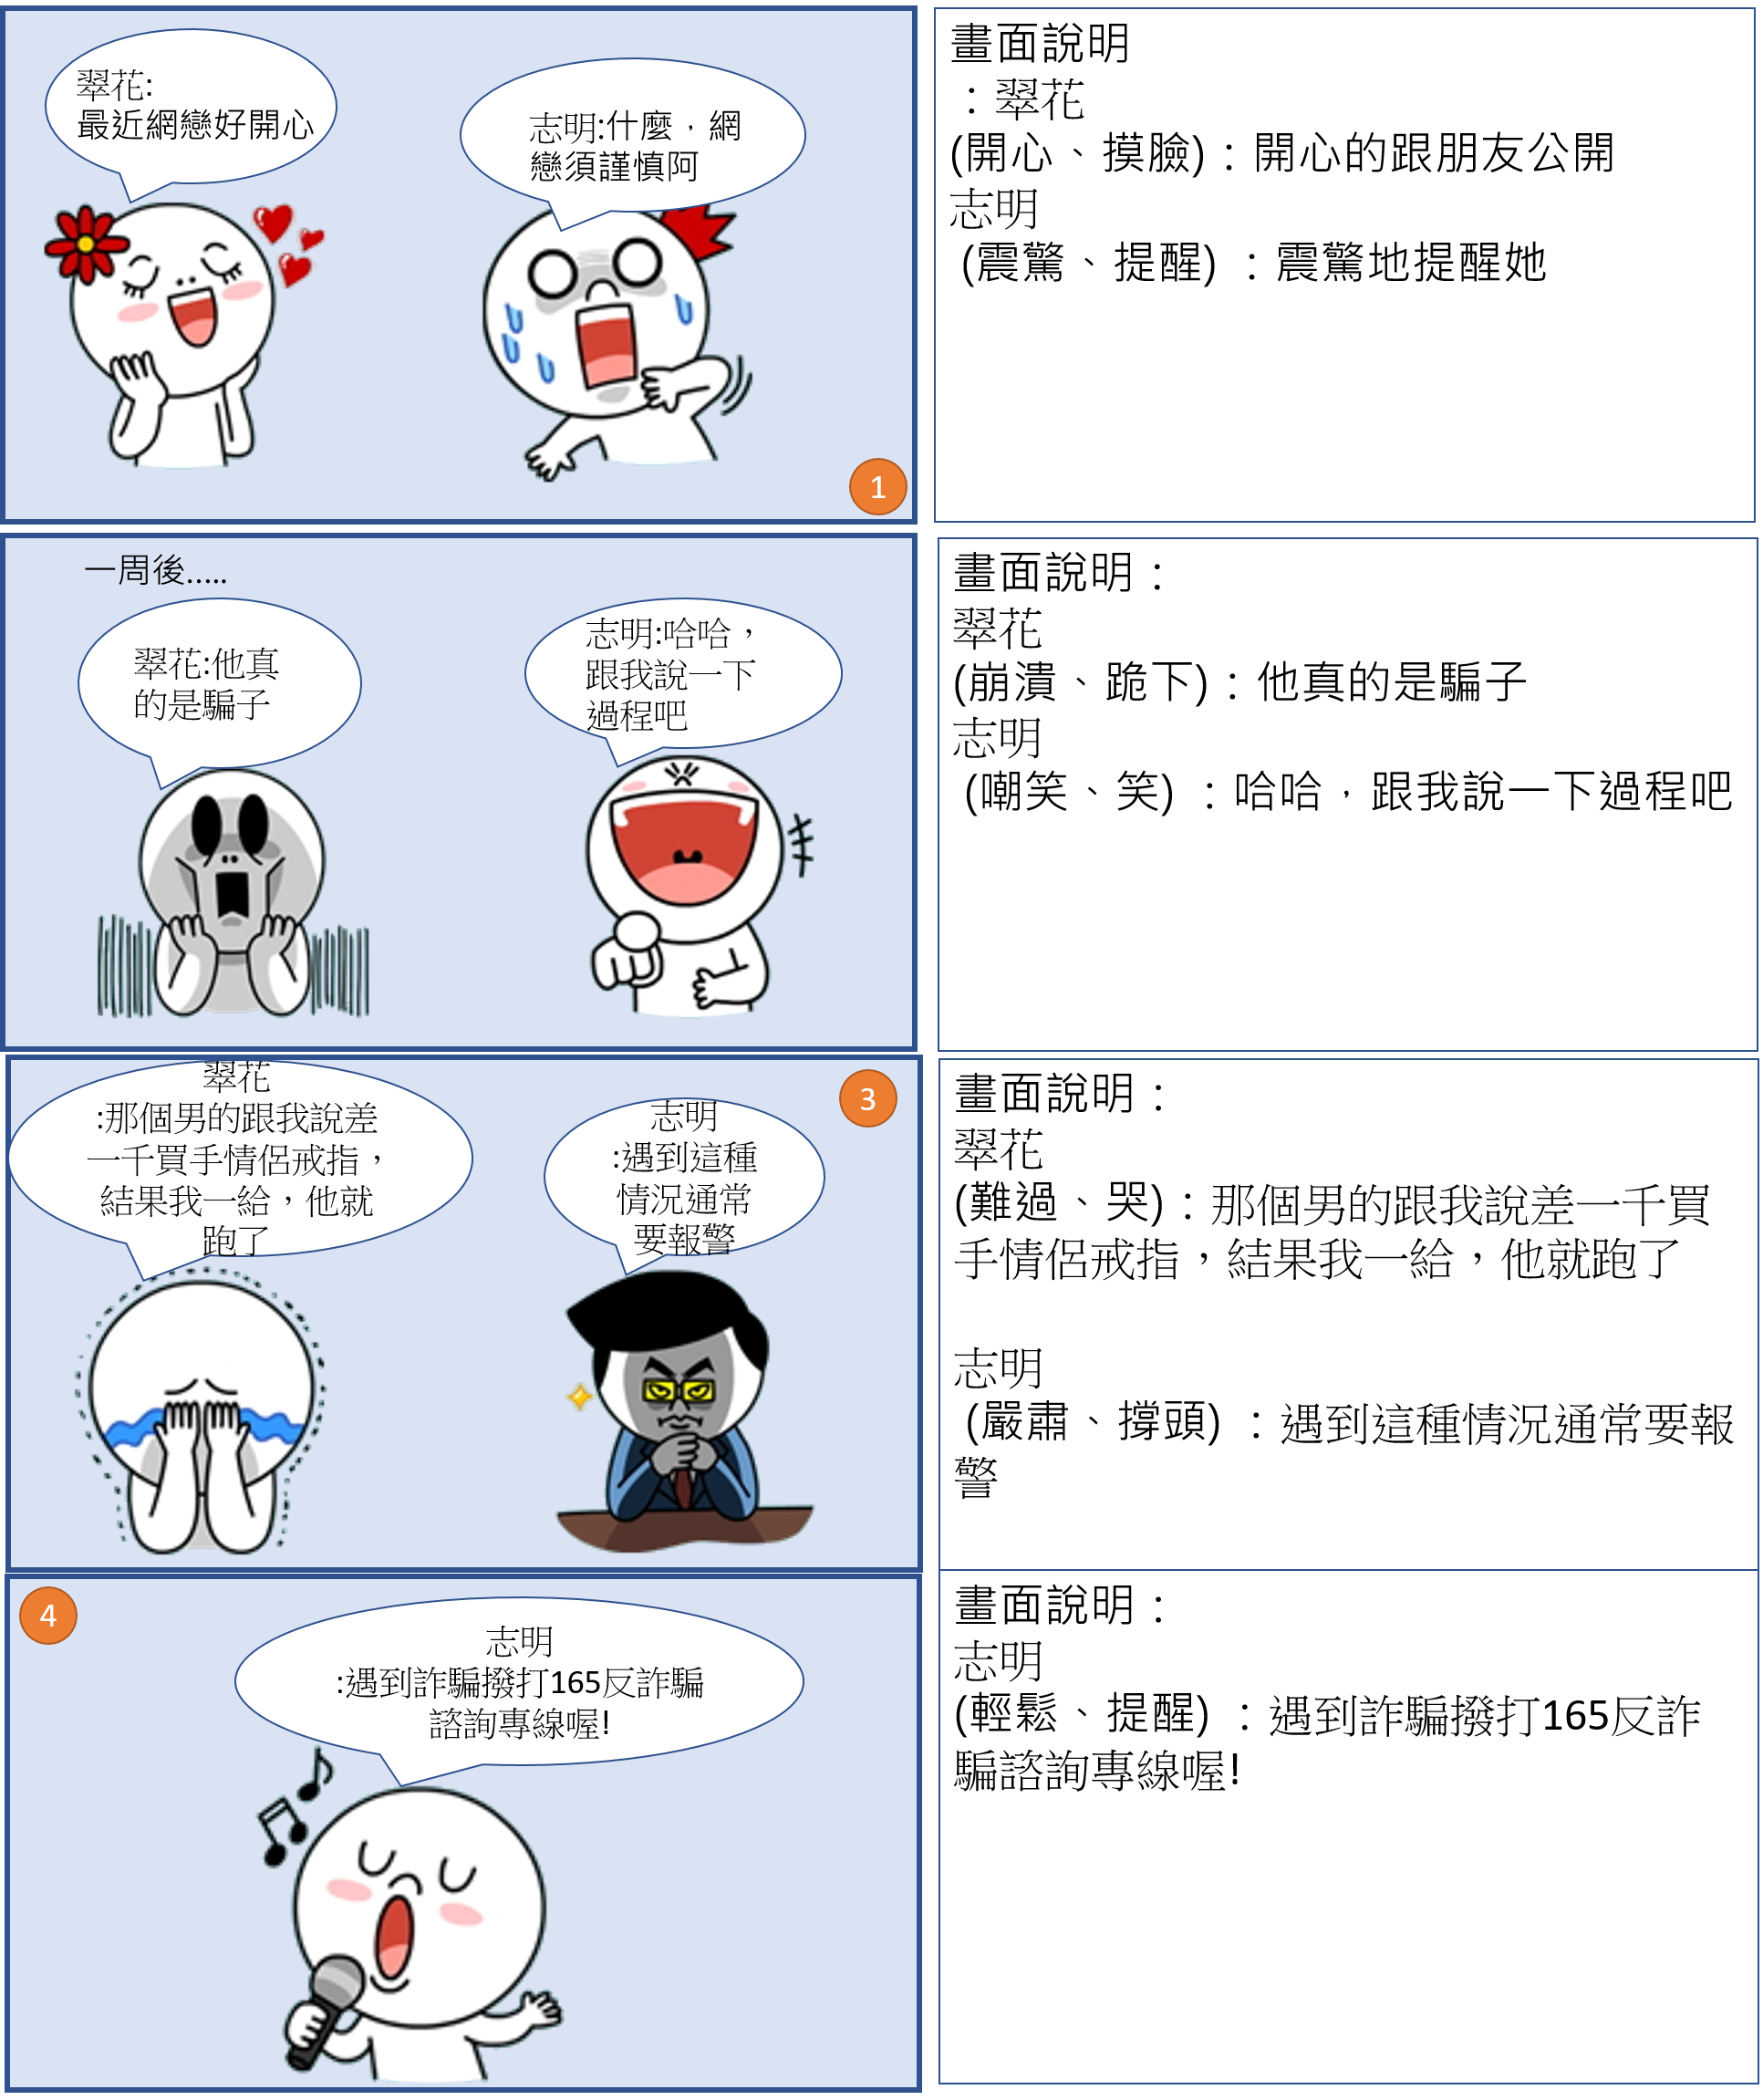 翠花:
最近網戀好開心
志明:什麼，網
戀須謹慎阿
1
畫面說明
：翠花
(開心、摸臉)：開心的跟朋友公開
志明
(震驚、提醒) ：震驚地提醒她
一周後.....
翠花:他真
的是騙子
志明:哈哈，
跟我說一下
過程吧
畫面說明：
翠花
(崩潰、跪下)：他真的是騙子
志明
(嘲笑、笑) ：哈哈，跟我說一下過程吧
翠花
:那個男的跟我說差
一千買手情侶戒指，
結果我一給，他就
跑了
志明
:遇到這種
情況通常
要報警
3
畫面說明：
翠花
(難過、哭)：那個男的跟我說差一千買
手情侶戒指，結果我一給，他就跑了
志明
(嚴肅、撐頭) ：遇到這種情況通常要報
警
4
志明
:遇到詐騙撥打165反詐騙
諮詢專線喔!
畫面說明：
志明
(輕鬆、提醒) ：遇到詐騙撥打165反詐
騙諮詢專線喔!